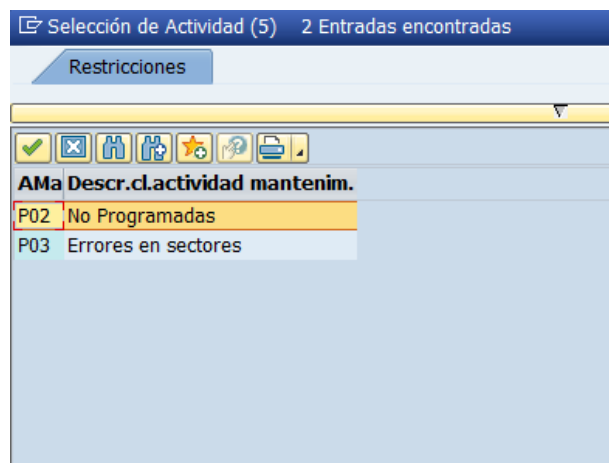 Selección de Actividad (5) 2 Entradas encontradas
Restricciones
AMa Descr.cl.actividad mantenim.
P02 No Programadas
P03 Errores en sectores